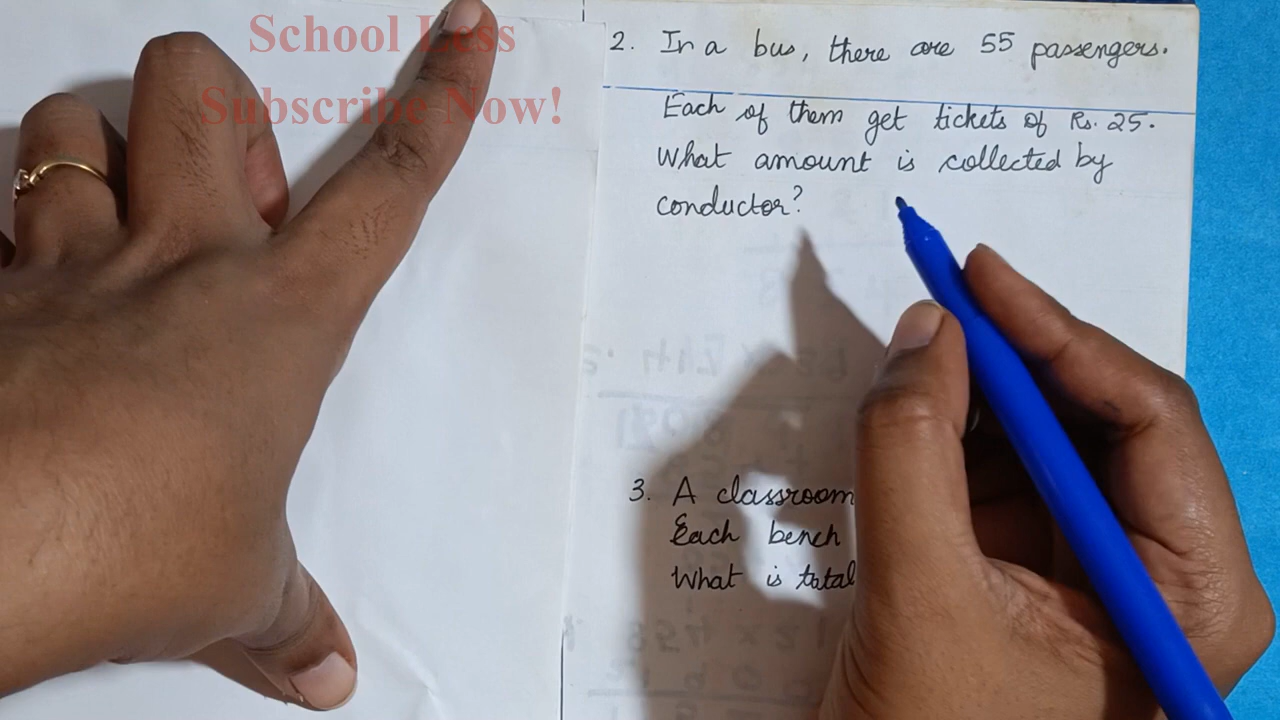 School Less
Subscribe Now!
2. In a bus, there are 55 passengers.
Each of them get tickets of Rs. 25.
What amount is collected by
conductor?
3. A classroom
Each bench
What is total